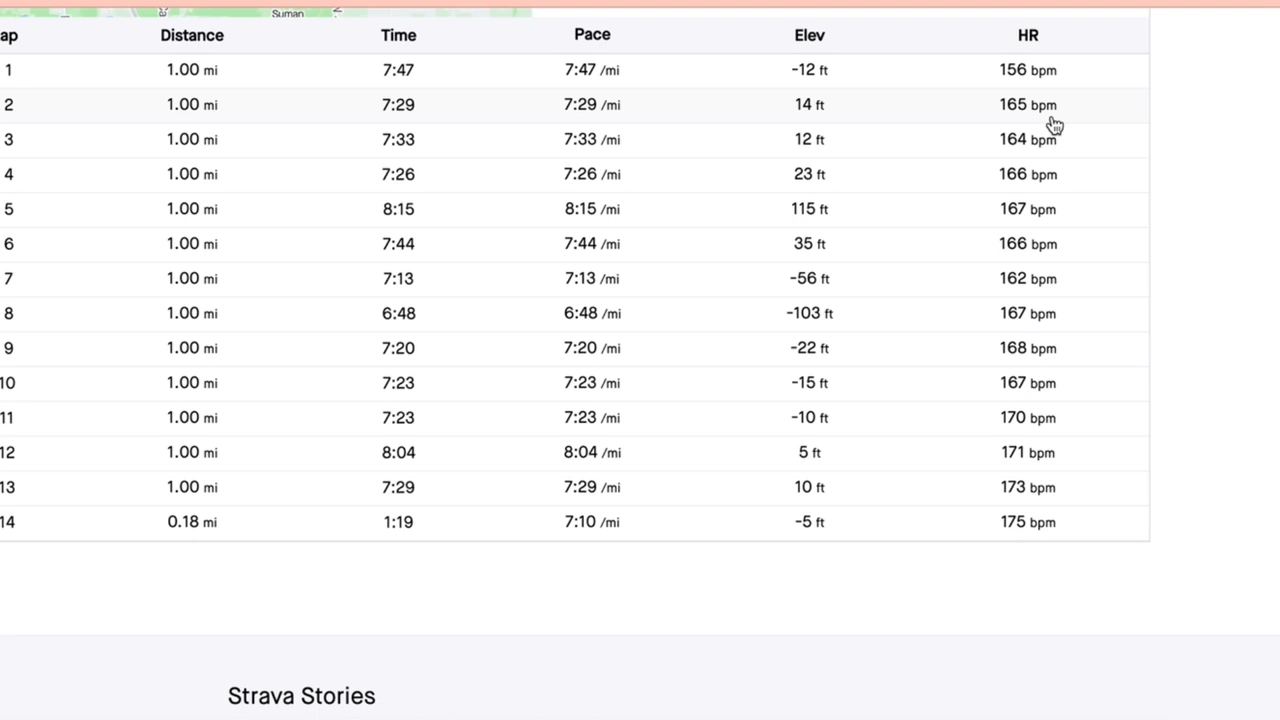 Suman
ap Distance Time Pace Elev HR
1 1.00 mi 7:47 7:47 /mi -12 ft 156 bpm
2 1.00 mi 7:29 7:29 /mi 14 ft 165 bpm
3 1.00 mi 7:33 7:33 /mi 12 ft 164 bpm
4 1.00 mi 7:26 7:26 /mi 23 ft 166 bpm
5 1.00 mi 8:15 8:15 /mi 115 ft 167 bpm
6 1.00 mi 7:44 7:44 /mi 35 ft 166 bpm
7 1.00 mi 7:13 7:13 /mi -56 ft 162 bpm
8 1.00 mi 6:48 6:48 /mi -103 ft 167 bpm
9 1.00 mi 7:20 7:20 /mi -22 ft 168 bpm
10 1.00 mi 7:23 7:23 /mi -15 ft 167 bpm
11 1.00 mi 7:23 7:23 /mi -10 ft 170 bpm
12 1.00 mi 8:04 8:04 /mi 5 ft 171 bpm
13 1.00 mi 7:29 7:29 /mi 10 ft 173 bpm
14 0.18 mi 1:19 7:10 /mi -5 ft 175 bpm
Strava Stories